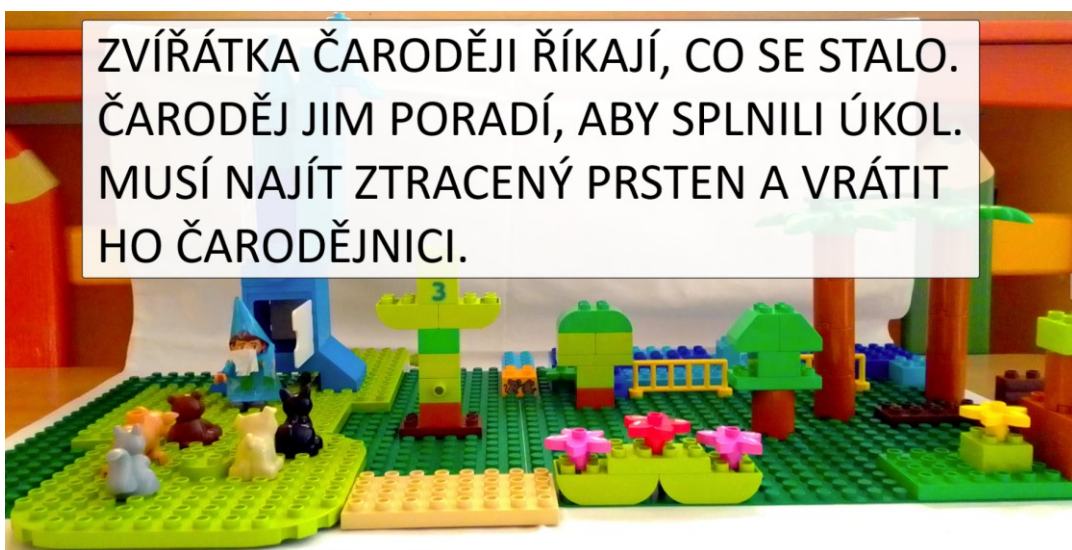 ZVÍŘÁTKA ČARODĚJI ŘÍKAJÍ, CO SE STALO.
ČARODĚJ JIM PORADÍ, ABY SPLNILI ÚKOL.
MUSÍ NAJÍT ZTRACENÝ PRSTEN A VRÁTIT
HO ČARODĚJNICI.
3